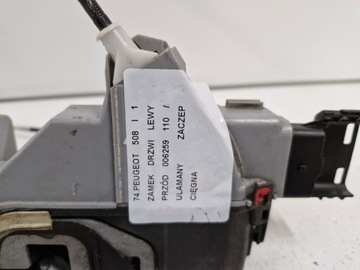 74.PEUGEOT 508 I 1
ZAMEK DRZWI LEWY
PRZÓD 006259 110 /
ULAMANY ZACZEP
CIĘGNA